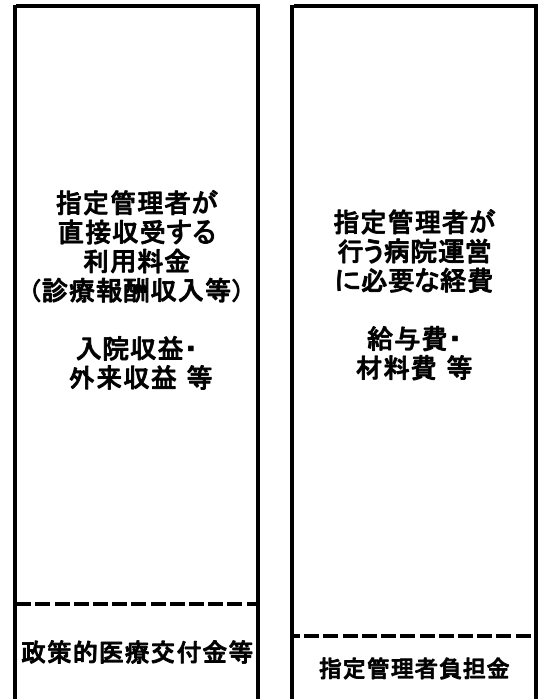 指定管理者が
直接収受する
利用料金
(診療報酬収入等)
入院収益・
外来収益 等
政策的医療交付金等
指定管理者が
行う病院運営
に必要な経費
給与費・
材料費 等
指定管理者負担金